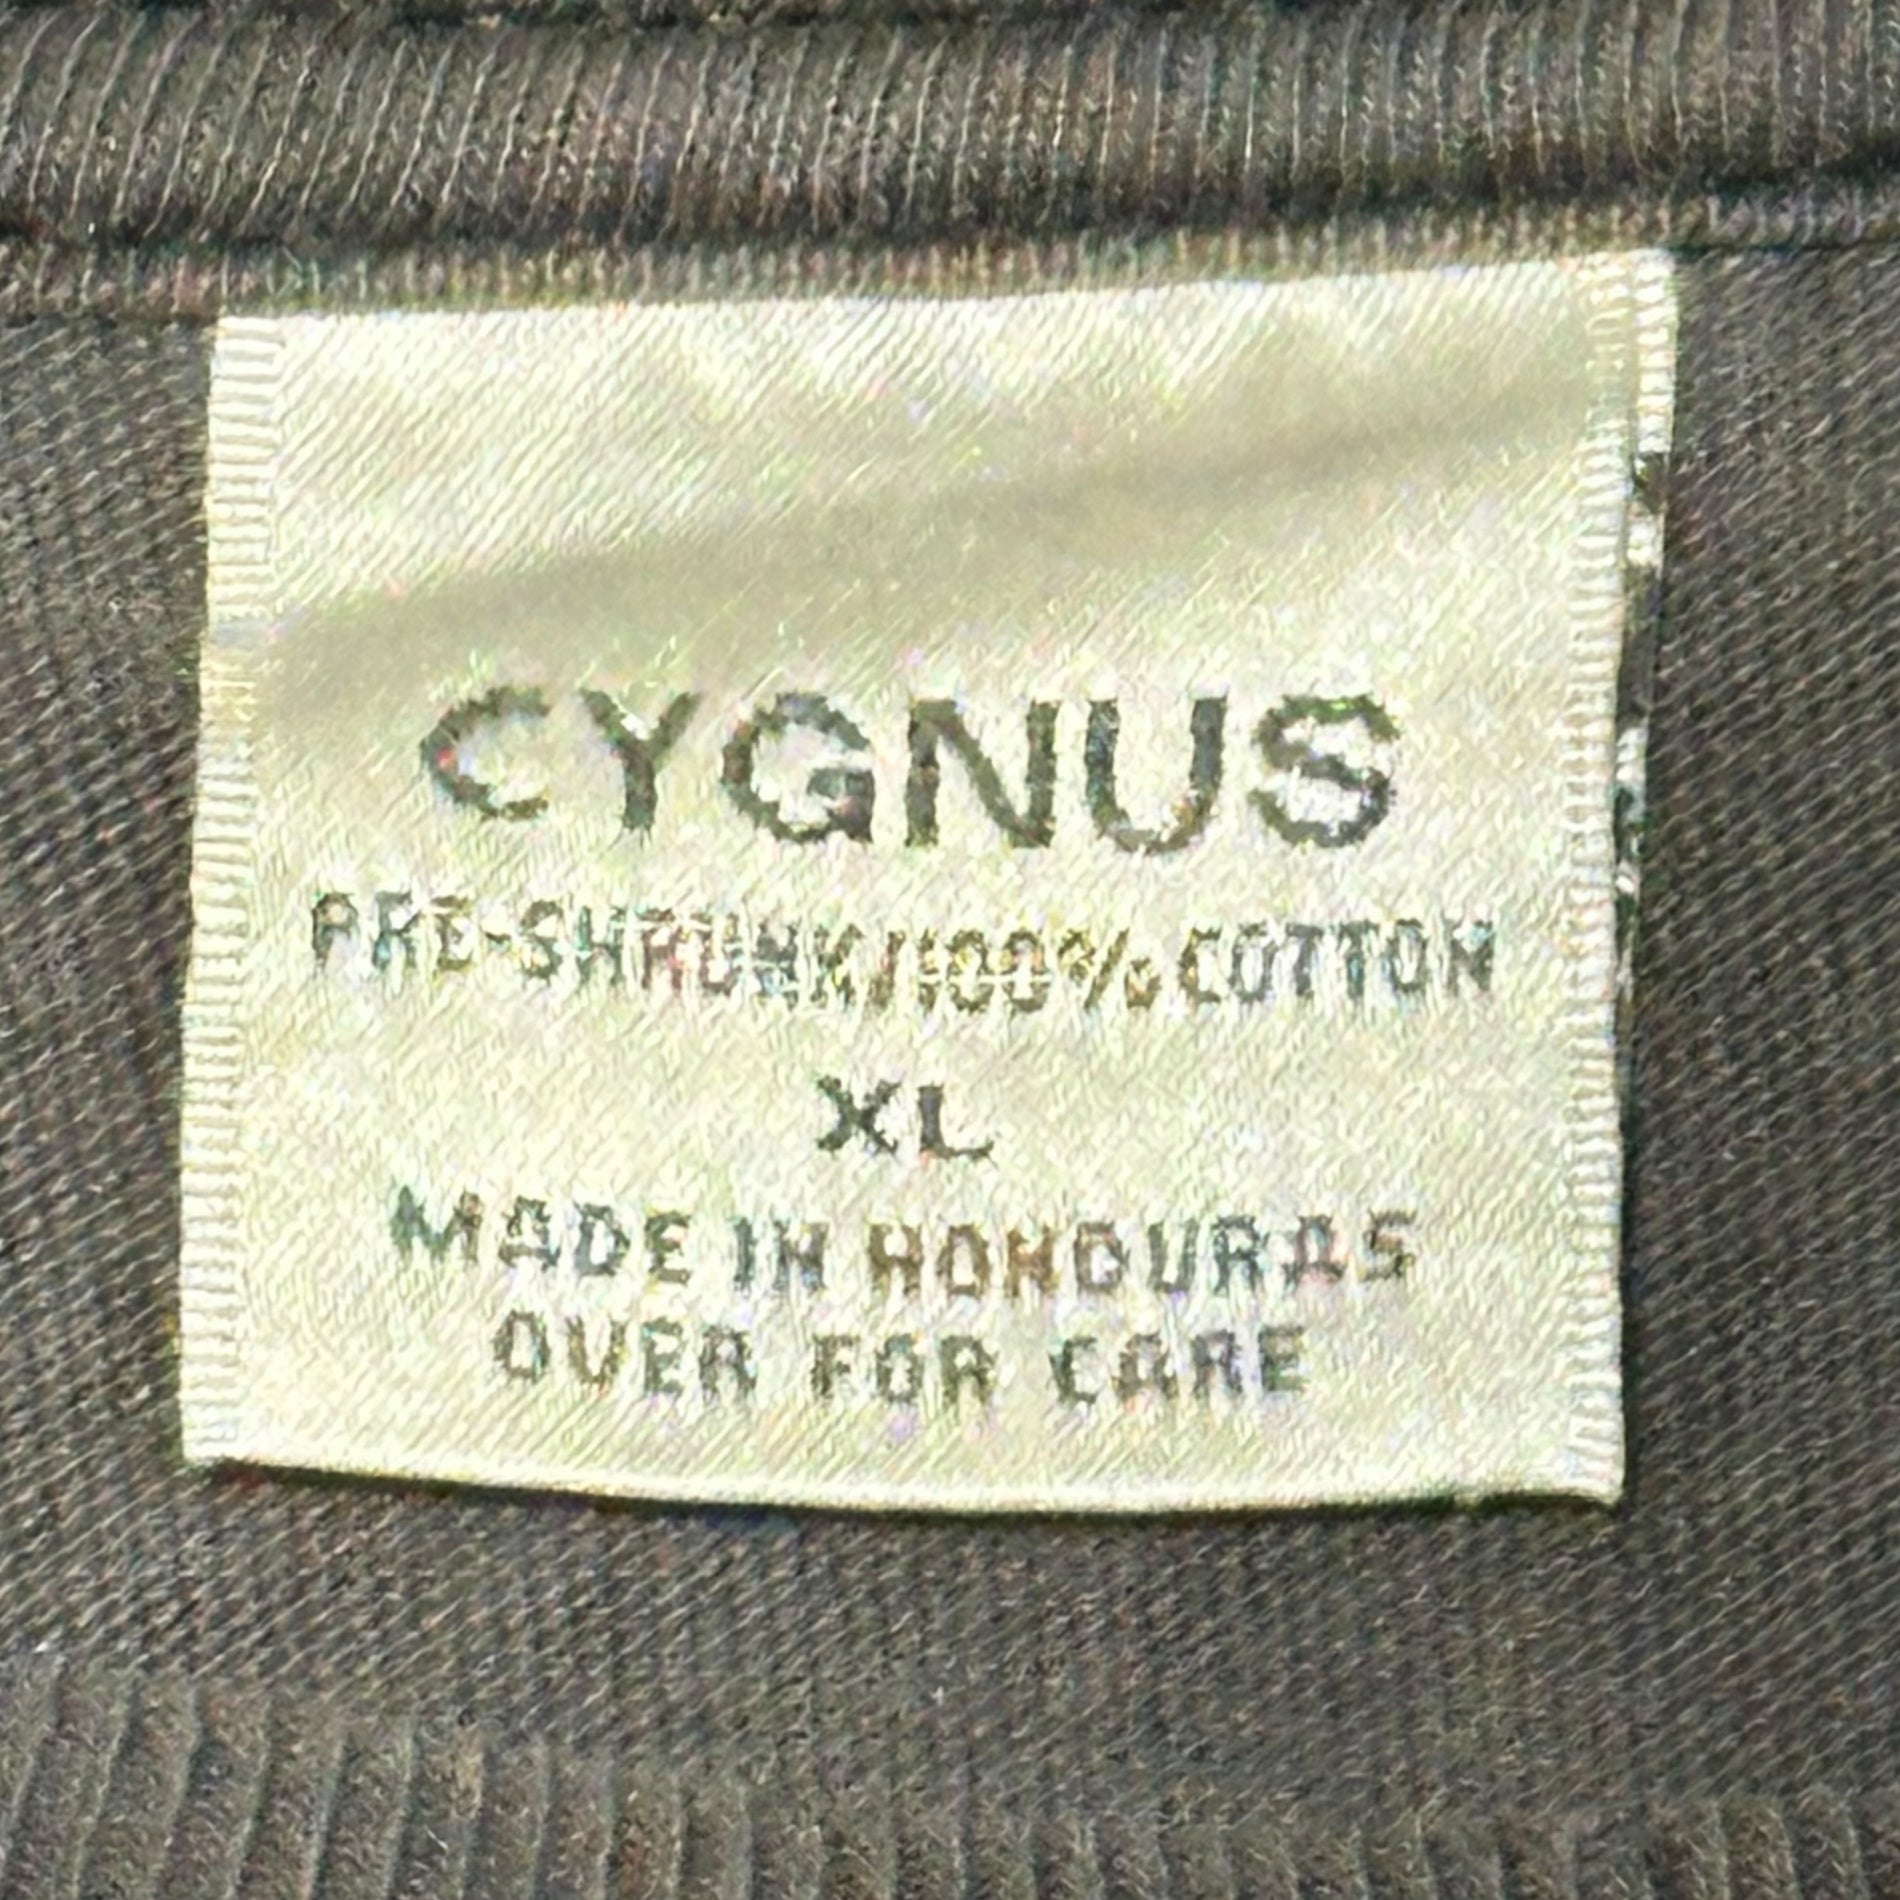 CYGNUS
PRE-SHRUNK/100% COTTON
XL
MADE IN HONDURAS
OVER FOR CARE